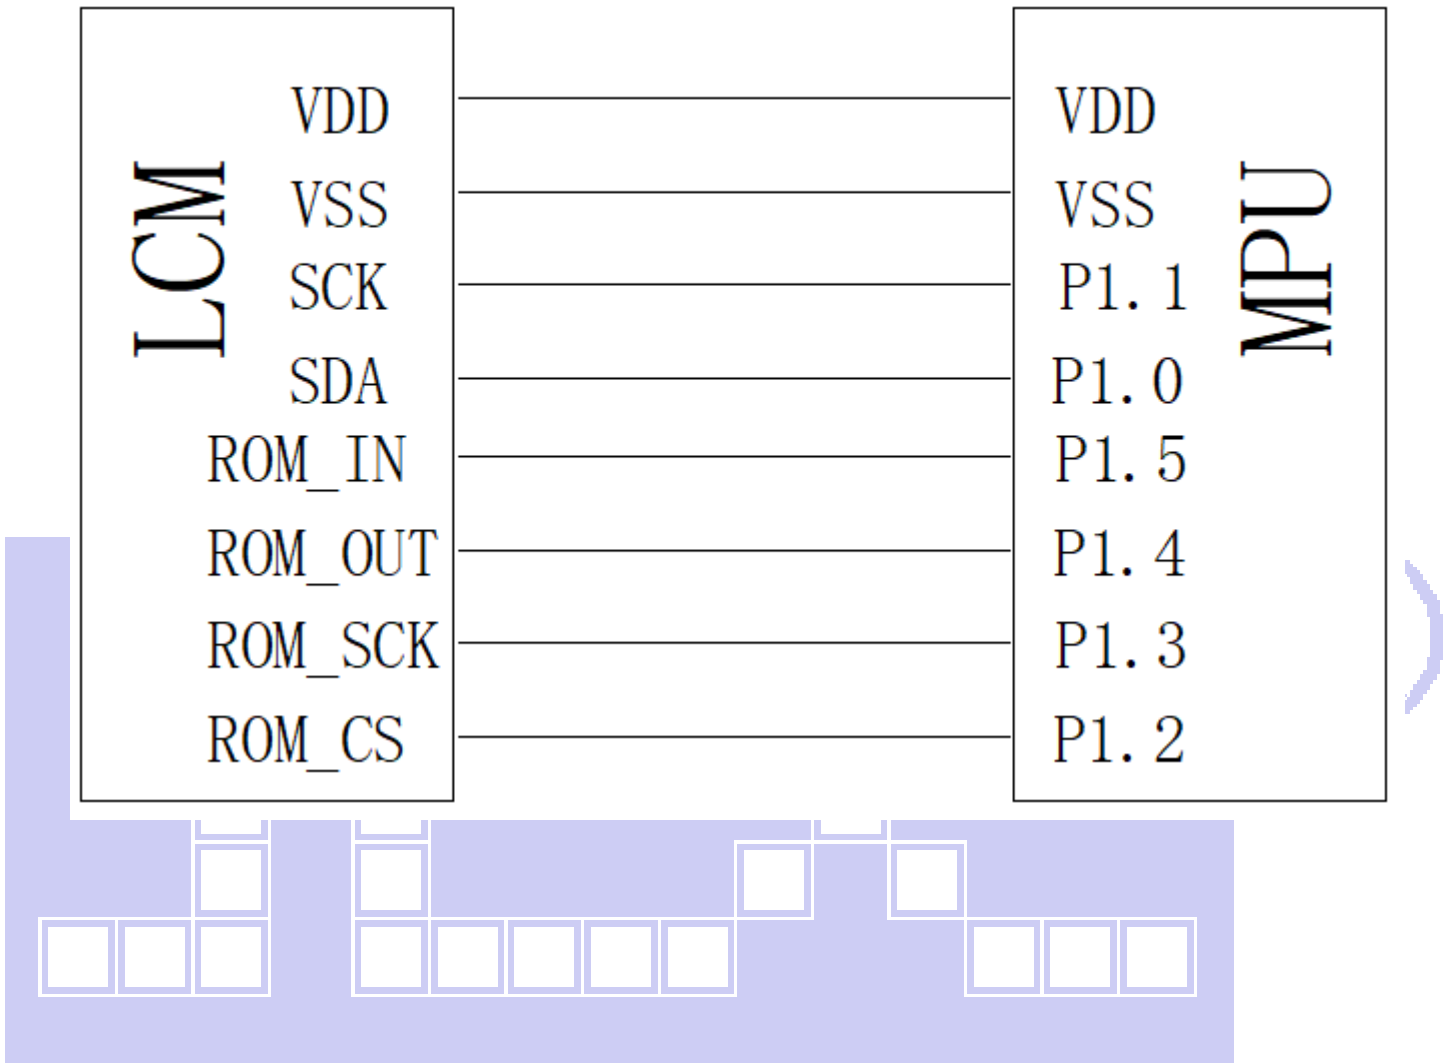 LCM
VDD
VSS
SCK
SDA
ROM_IN
ROM_OUT
ROM_SCK
ROM_CS
VDD
VSS
P1.1
P1.0
P1.5
P1.4
P1.3
P1.2
MPU